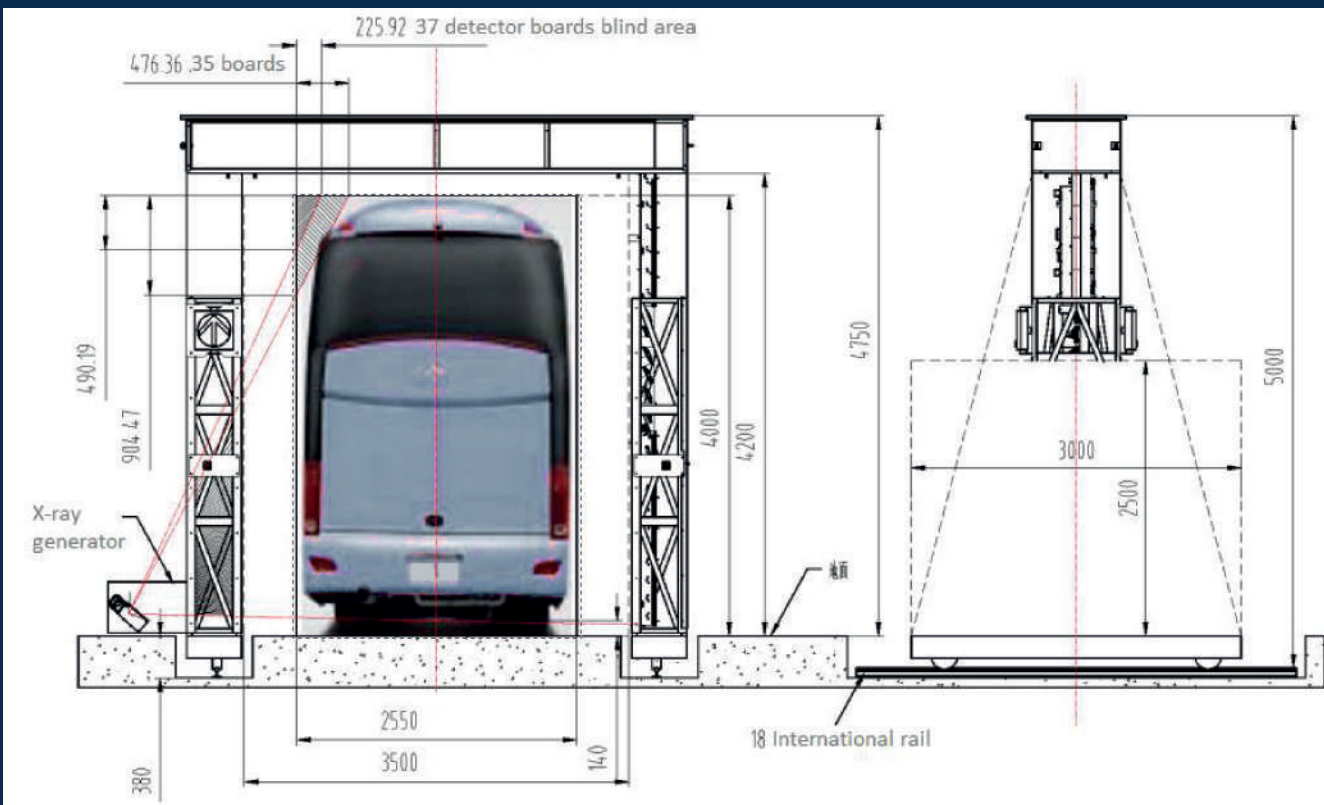 225.92 37 detector boards blind area
476.36 ,35 boards
490.19
904.47
4750
4000
4200
5000
3000
2500
X-ray
generator
地面
2550
3500
140
380
18 International rail